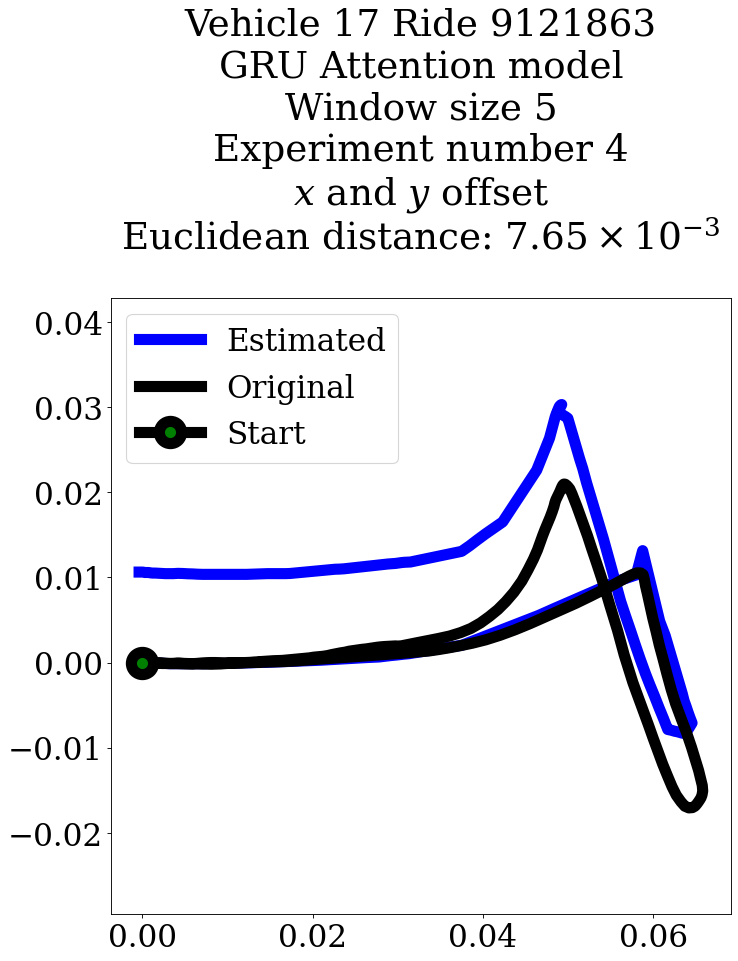 Vehicle 17 Ride 9121863
GRU Attention model
Window size 5
Experiment number 4
x and y offset
Euclidean distance: 7.65 × 10⁻³
Estimated
Original
Start
0.04
0.03
0.02
0.01
0.00
−0.01
−0.02
0.00 0.02 0.04 0.06